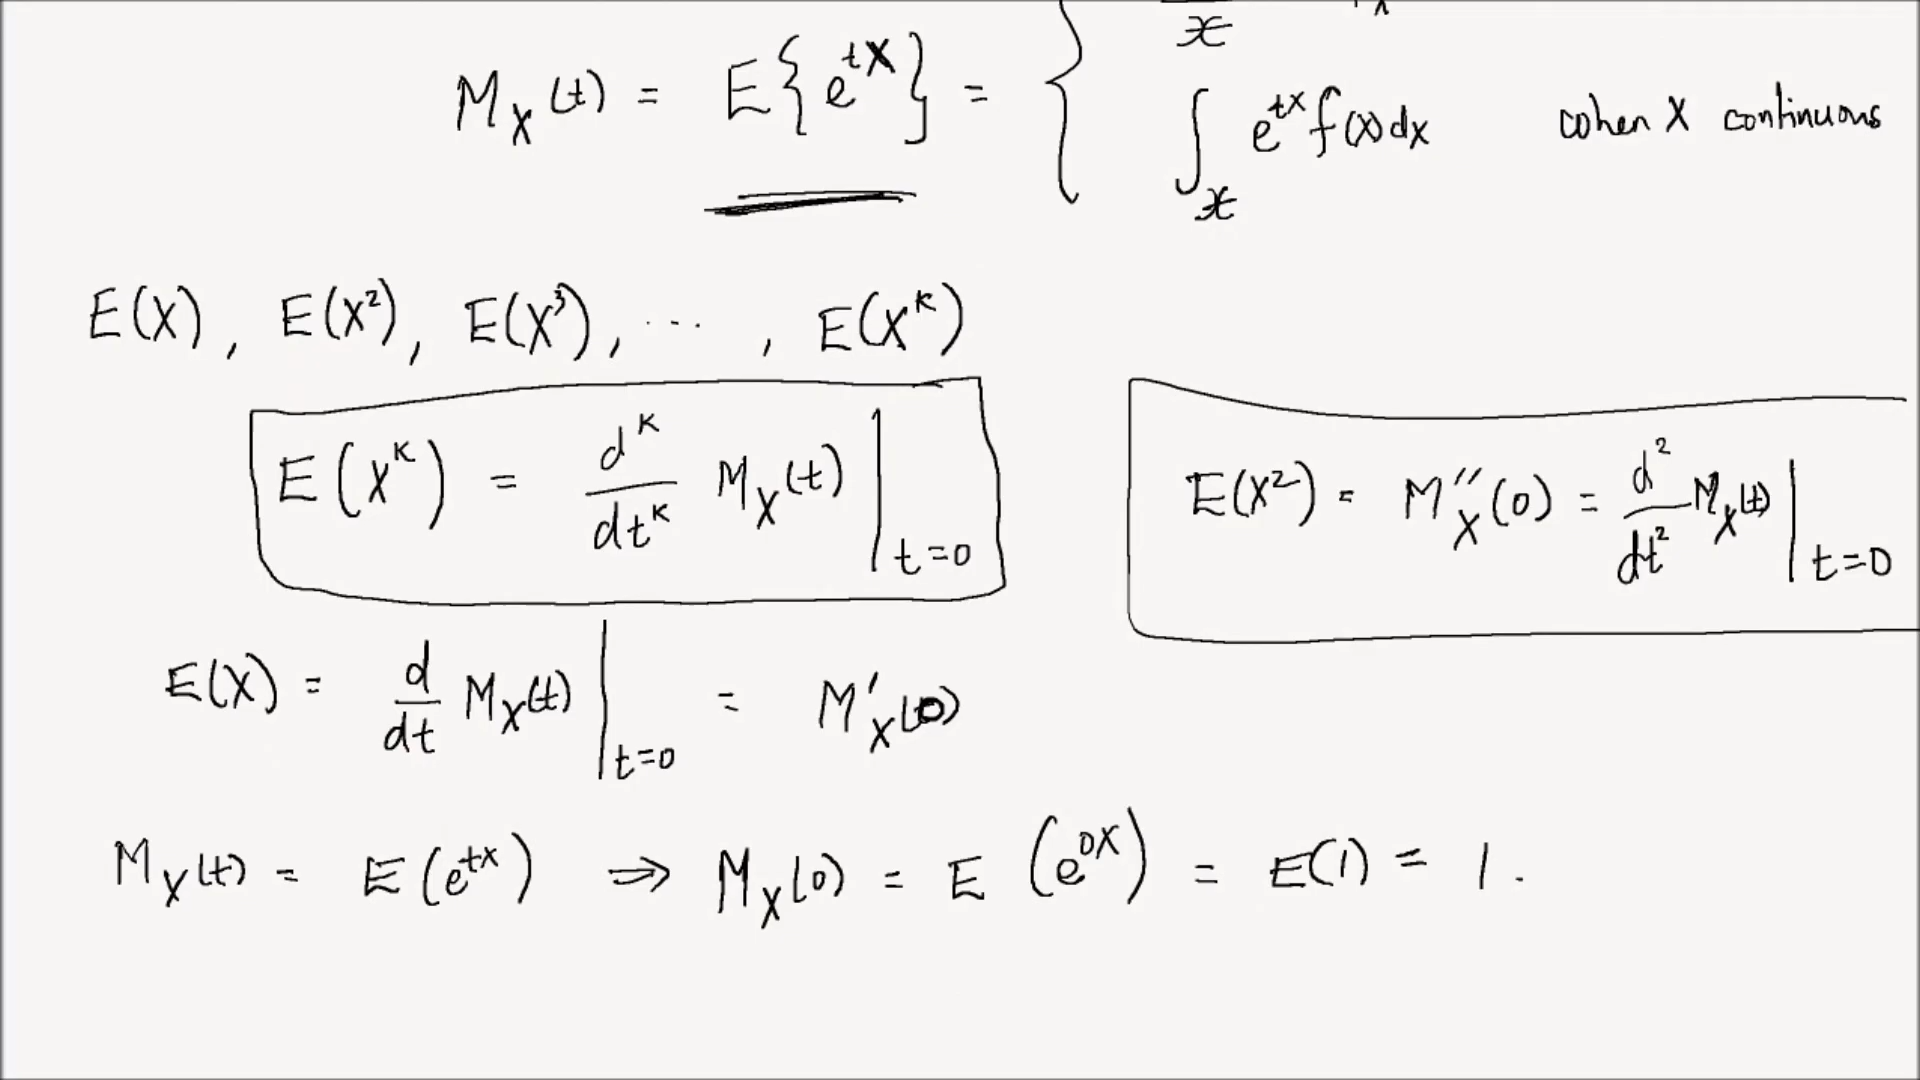 M_X(t) = E{e^{tX}} = {
𝒳
∫_𝒳 e^{tx} f(x)dx when X continuous
E(X), E(X²), E(X³), ..., E(X^k)
E(X^k) = d^k/dt^k M_X(t) |_{t=0}
E(X²) = M''_X(0) = d²/dt² M_X(t) |_{t=0}
E(X) = d/dt M_X(t) |_{t=0} = M'_X(0)
M_X(t) = E(e^{tX}) ⇒ M_X(0) = E(e^{0X}) = E(1) = 1.